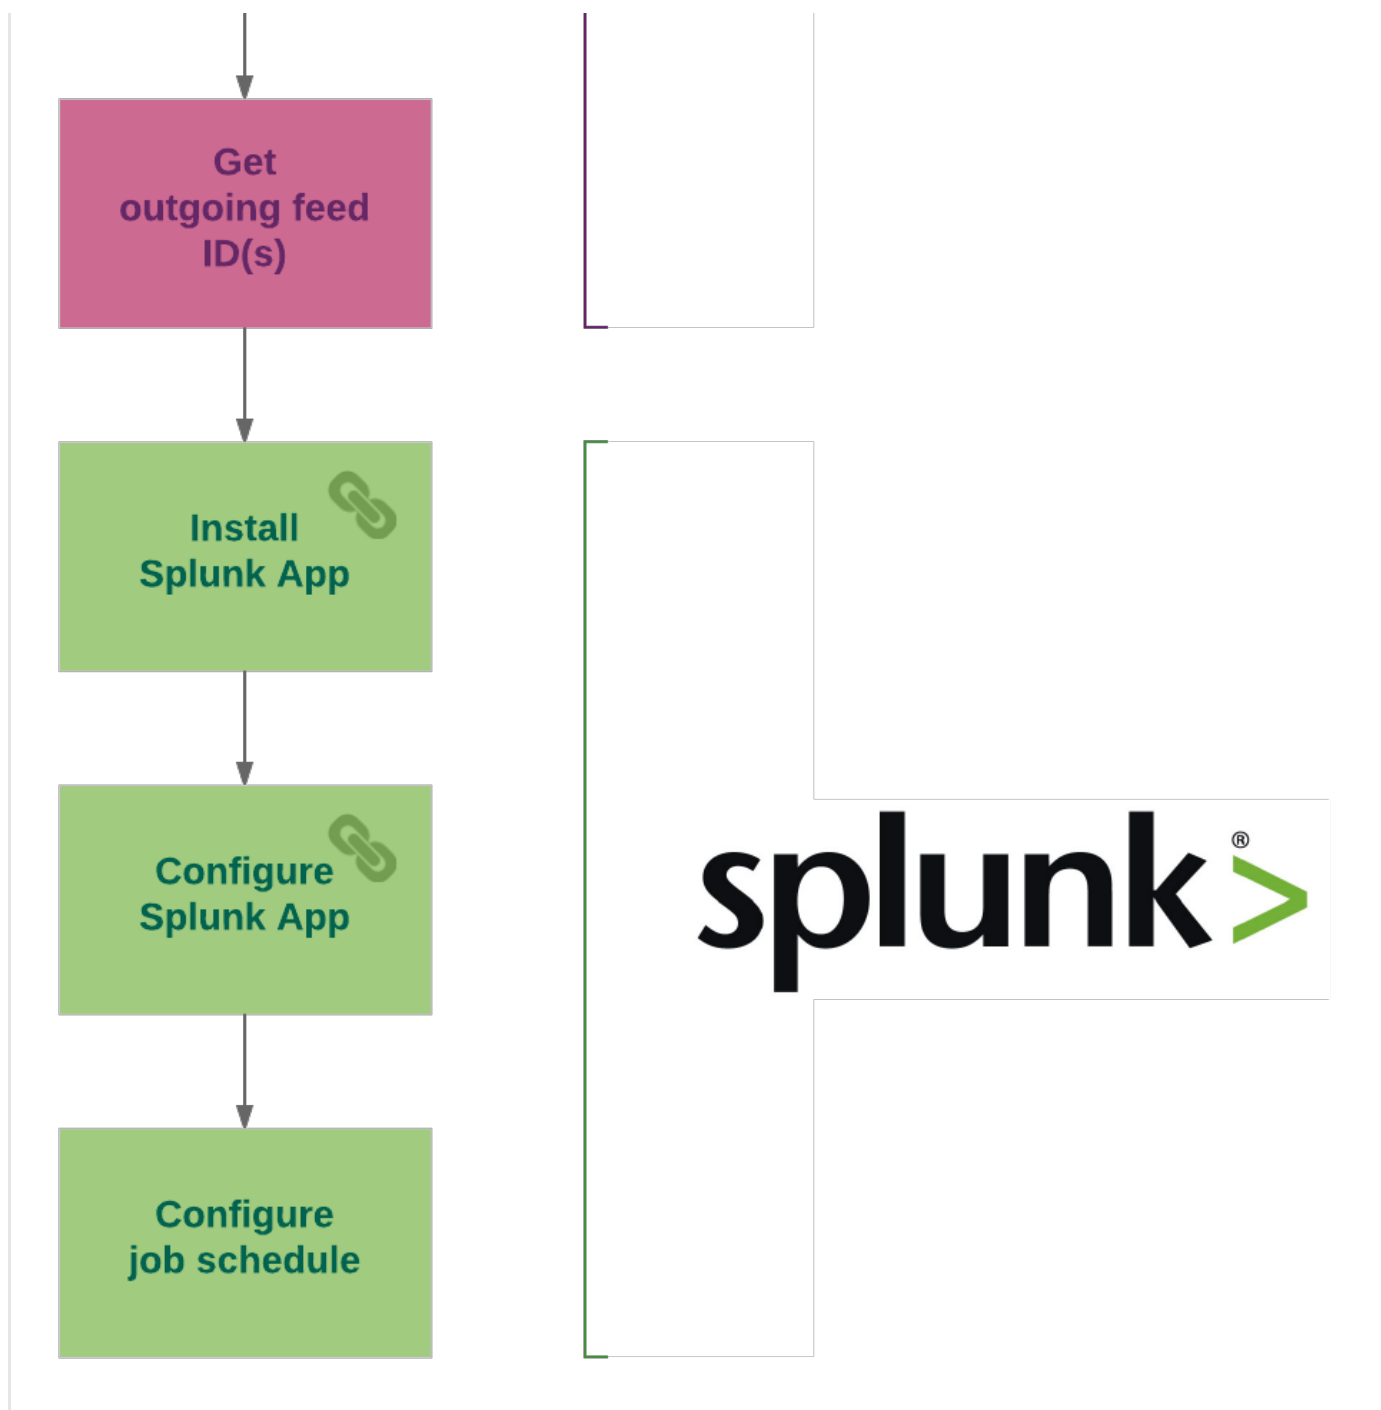 Get
outgoing feed
ID(s)
Install
Splunk App
Configure
Splunk App
splunk>®
Configure
job schedule